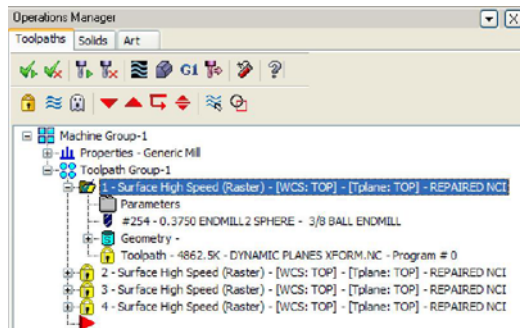 Operations Manager
Toolpaths Solids Art
G1
Machine Group-1
Properties - Generic Mill
Toolpath Group-1
1 - Surface High Speed (Raster) - [WCS: TOP] - [Tplane: TOP] - REPAIRED NCI
Parameters
#254 - 0.3750 ENDMILL2 SPHERE - 3/8 BALL ENDMILL
Geometry -
Toolpath - 4862.5K - DYNAMIC PLANES XFORM.NC - Program # 0
2 - Surface High Speed (Raster) - [WCS: TOP] - [Tplane: TOP] - REPAIRED NCI
3 - Surface High Speed (Raster) - [WCS: TOP] - [Tplane: TOP] - REPAIRED NCI
4 - Surface High Speed (Raster) - [WCS: TOP] - [Tplane: TOP] - REPAIRED NCI